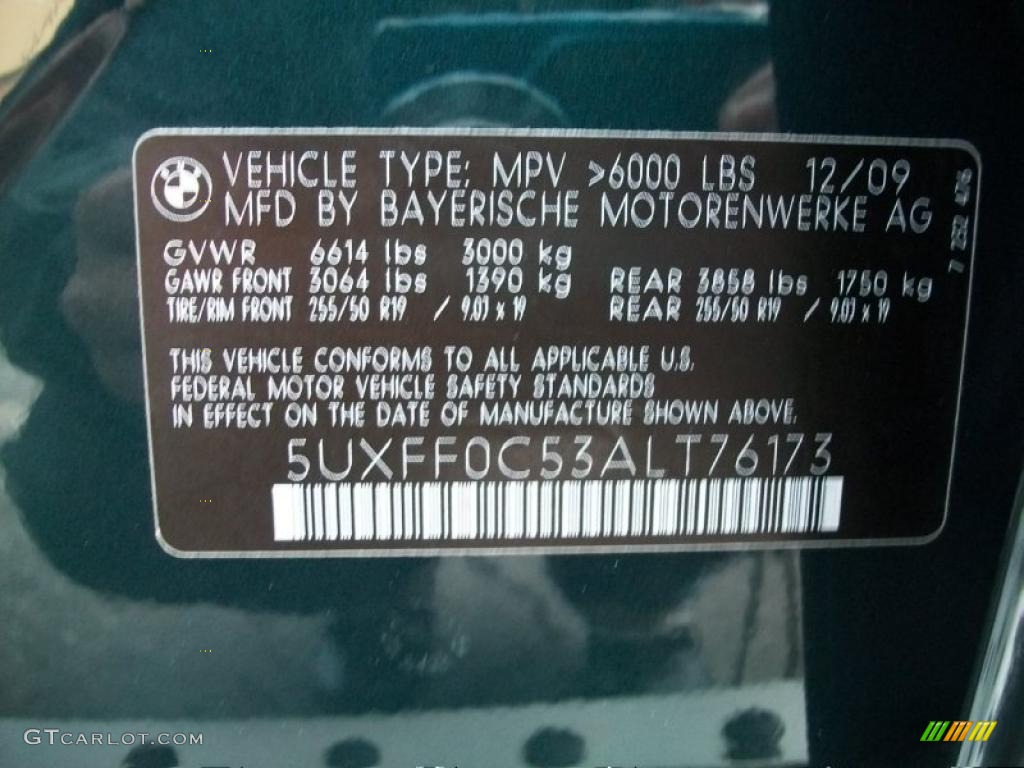 VEHICLE TYPE: MPV >6000 LBS 12/09
MFD BY BAYERISCHE MOTORENWERKE AG
GVWR 6614 lbs 3000 kg
GAWR FRONT 3064 lbs 1390 kg REAR 3858 lbs 1750 kg
TIRE/RIM FRONT 255/50 R19 / 9.0J x 19 REAR 255/50 R19 / 9.0J x 19
THIS VEHICLE CONFORMS TO ALL APPLICABLE U.S.
FEDERAL MOTOR VEHICLE SAFETY STANDARDS
IN EFFECT ON THE DATE OF MANUFACTURE SHOWN ABOVE.
5UXFF0C53ALT76173
GTCARLOT.COM